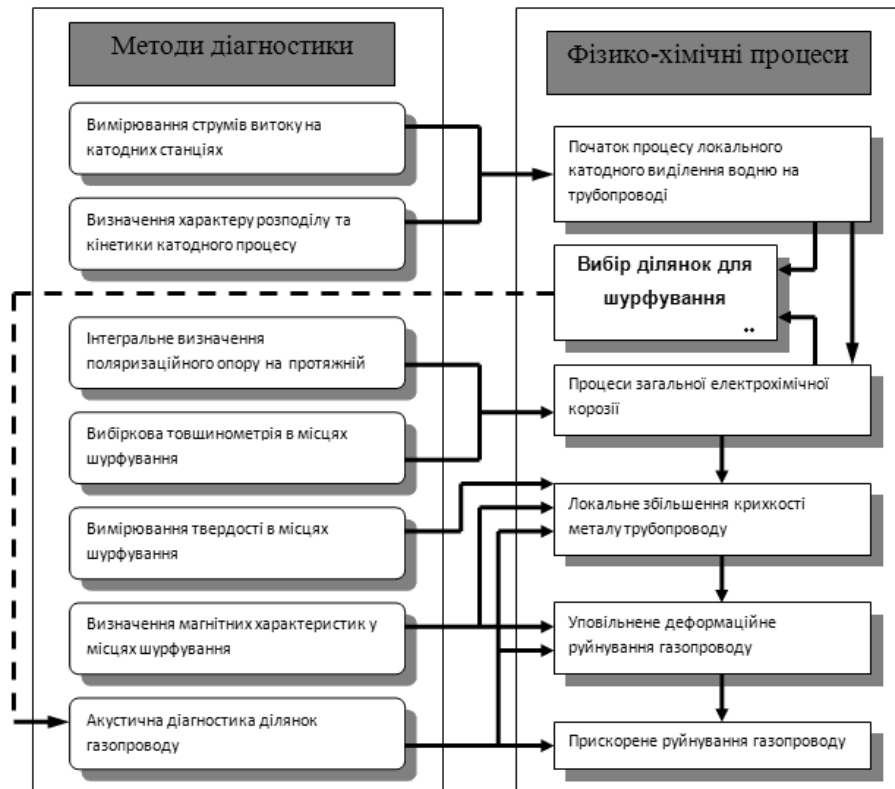 Методи діагностики
Вимірювання струмів витоку на
катодних станціях
Визначення характеру розподілу та
кінетики катодного процесу
Інтегральне визначення
поляризаційного опору на протяжній
Вибіркова товщинометрія в місцях
шурфування
Вимірювання твердості в місцях
шурфування
Визначення магнітних характеристик у
місцях шурфування
Акустична діагностика ділянок
газопроводу
Фізико-хімічні процеси
Початок процесу локального
катодного виділення водню на
трубопроводі
Вибір ділянок для
шурфування
..
Процеси загальної електрохімічної
корозії
Локальне збільшення крихкості
металу трубопроводу
Уповільнене деформаційне
руйнування газопроводу
Прискорене руйнування газопроводу